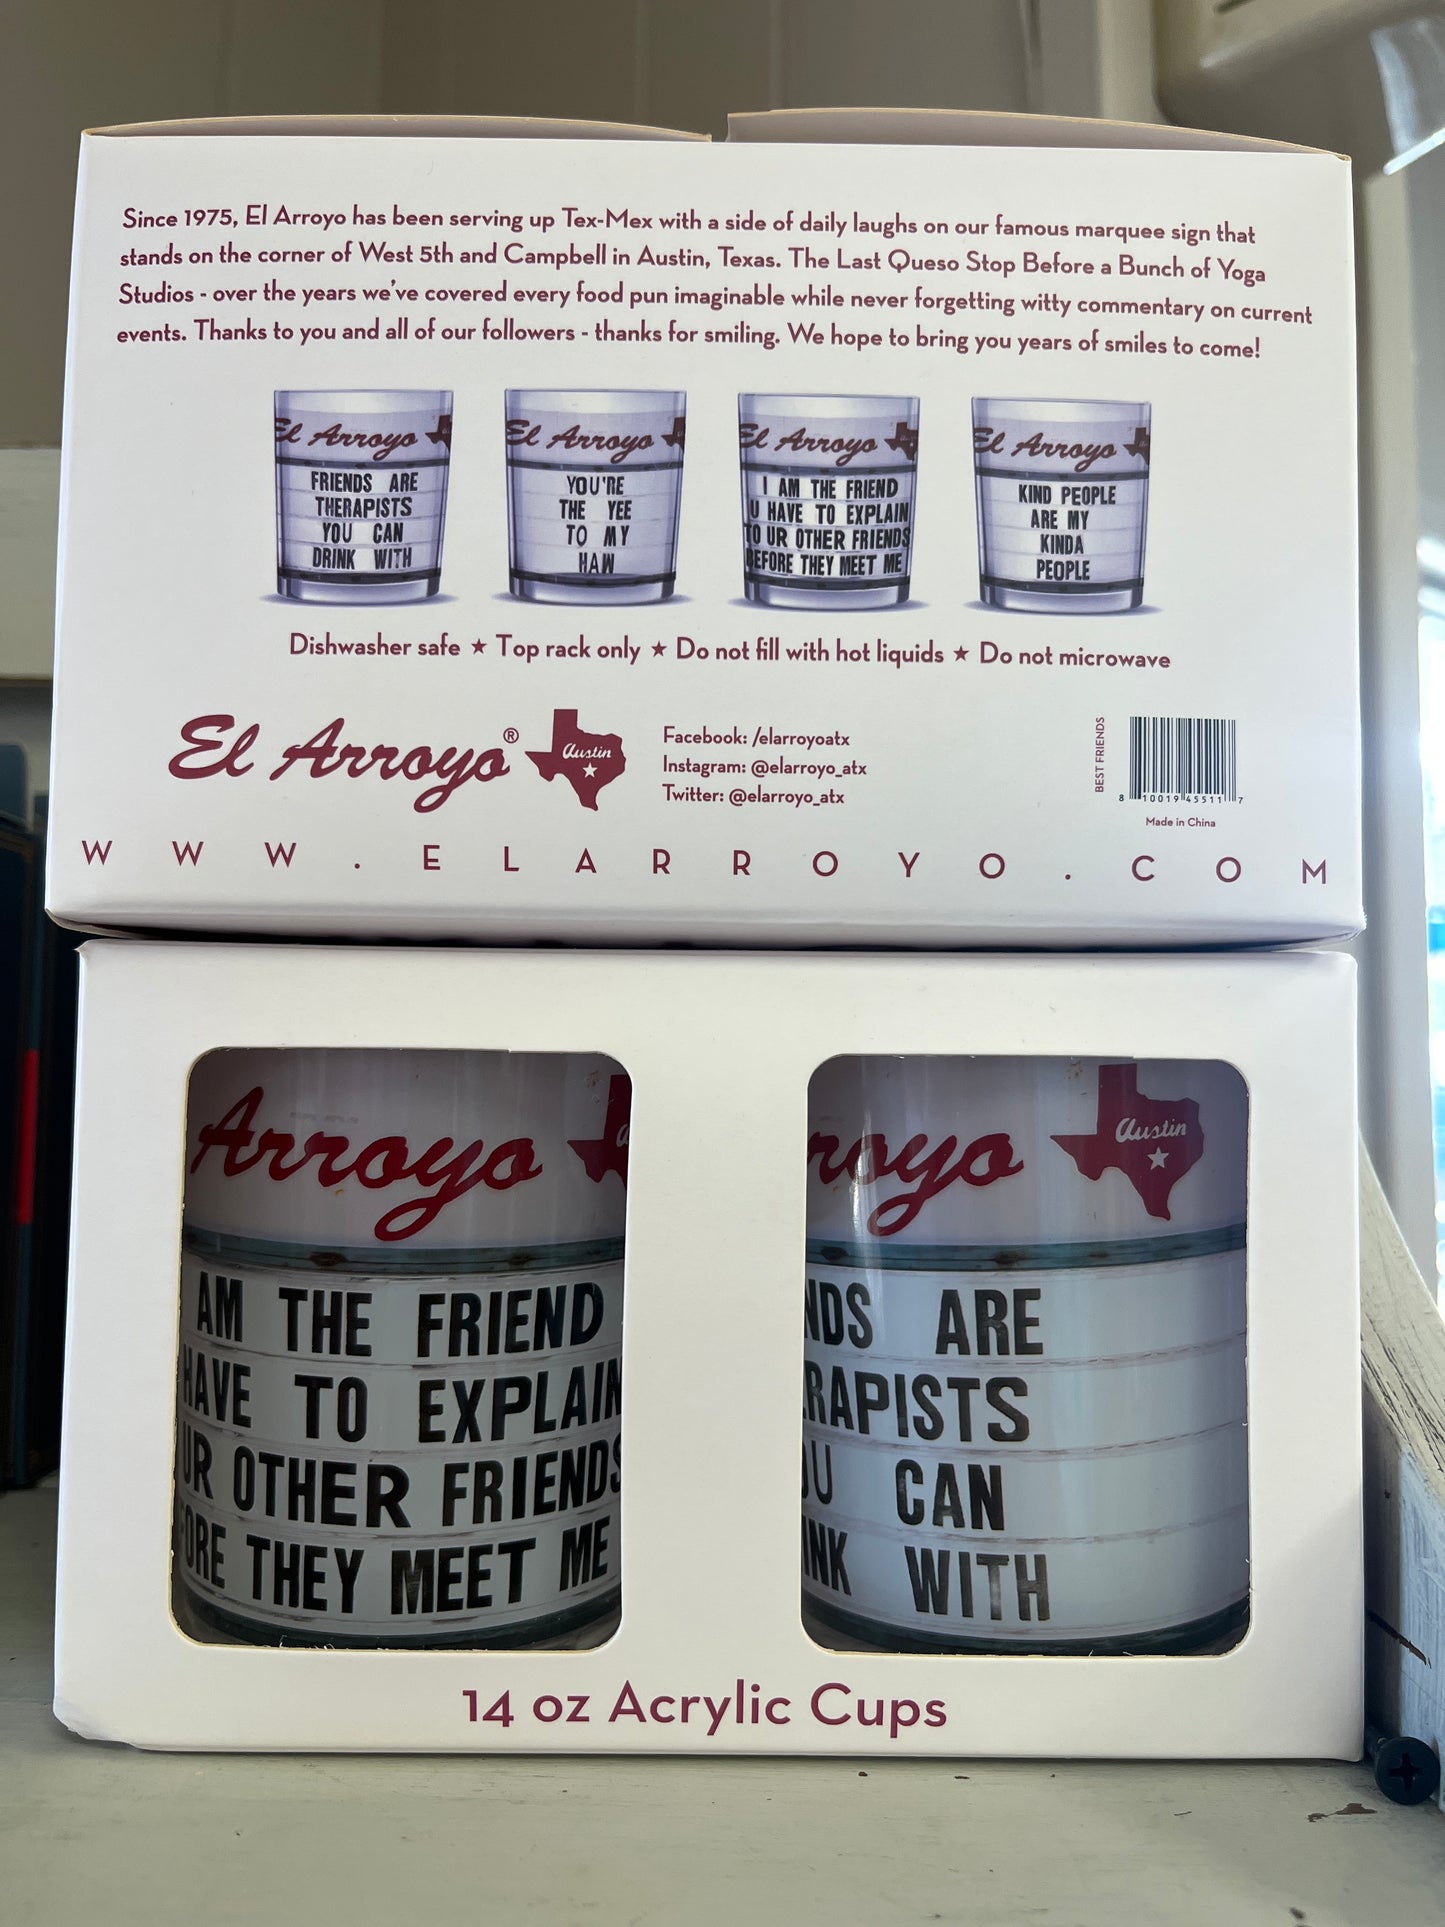 Since 1975, El Arroyo has been serving up Tex-Mex with a side of daily laughs on our famous marquee sign that
stands on the corner of West 5th and Campbell in Austin, Texas. The Last Queso Stop Before a Bunch of Yoga
Studios - over the years we've covered every food pun imaginable while never forgetting witty commentary on current
events. Thanks to you and all of our followers - thanks for smiling. We hope to bring you years of smiles to come!
El Arroyo
FRIENDS ARE
THERAPISTS
YOU CAN
DRINK WITH
El Arroyo
YOU'RE
THE YEE
TO MY
HAW
El Arroyo
I AM THE FRIEND
U HAVE TO EXPLAIN
TO UR OTHER FRIENDS
BEFORE THEY MEET ME
El Arroyo
KIND PEOPLE
ARE MY
KINDA
PEOPLE
Dishwasher safe ★ Top rack only ★ Do not fill with hot liquids ★ Do not microwave
El Arroyo® Austin
Facebook: /elarroyoatx
Instagram: @elarroyo_atx
Twitter: @elarroyo_atx
BEST FRIENDS
8 10019 45511 7
Made in China
WWW.ELARROYO.COM
Arroyo
AM THE FRIEND
HAVE TO EXPLAIN
UR OTHER FRIENDS
ORE THEY MEET ME
royo Austin
NDS ARE
RAPISTS
OU CAN
INK WITH
14 oz Acrylic Cups